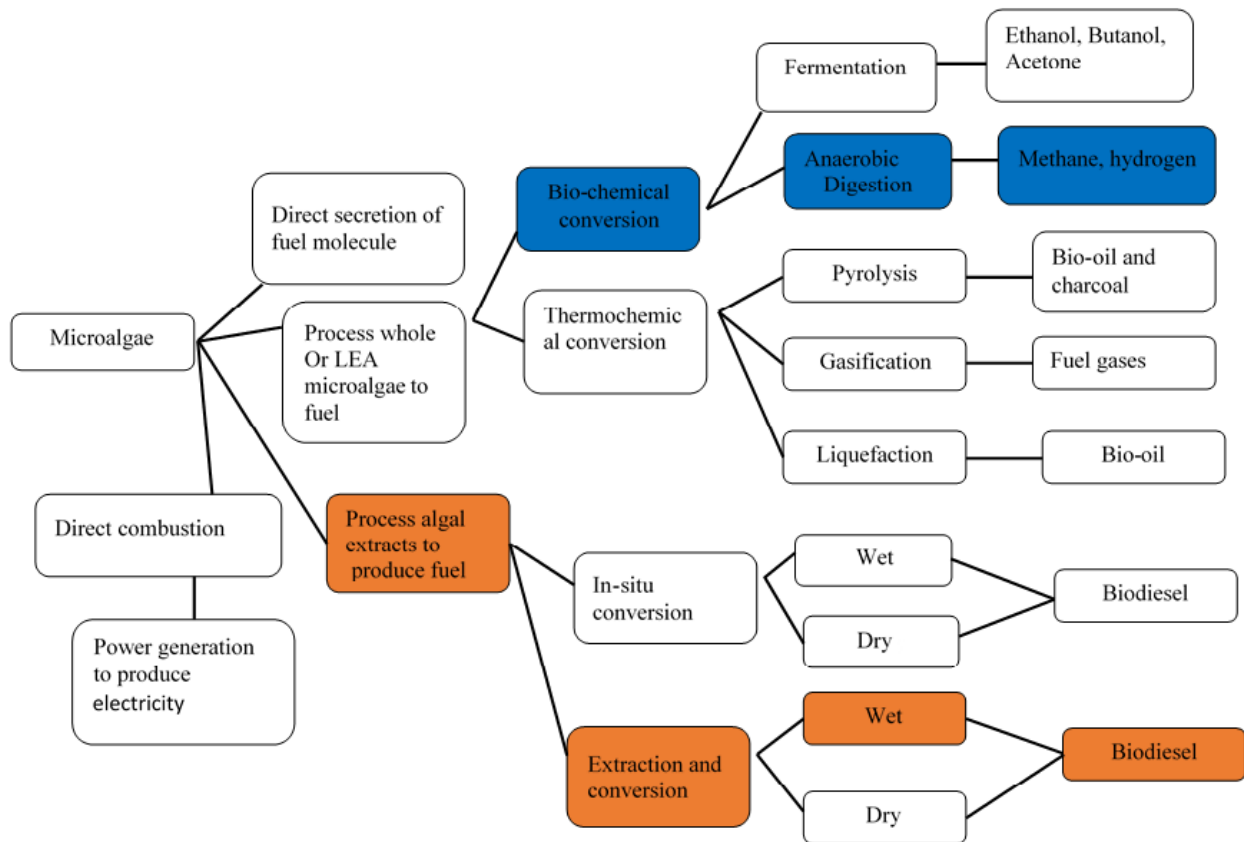 Microalgae
Direct secretion of
fuel molecule
Process whole
Or LEA
microalgae to
fuel
Direct combustion
Power generation
to produce
electricity
Process algal
extracts to
produce fuel
Bio-chemical
conversion
Thermochemic
al conversion
Fermentation
Ethanol, Butanol,
Acetone
Anaerobic
Digestion
Methane, hydrogen
Pyrolysis
Bio-oil and
charcoal
Gasification
Fuel gases
Liquefaction
Bio-oil
In-situ
conversion
Wet
Dry
Biodiesel
Extraction and
conversion
Wet
Dry
Biodiesel